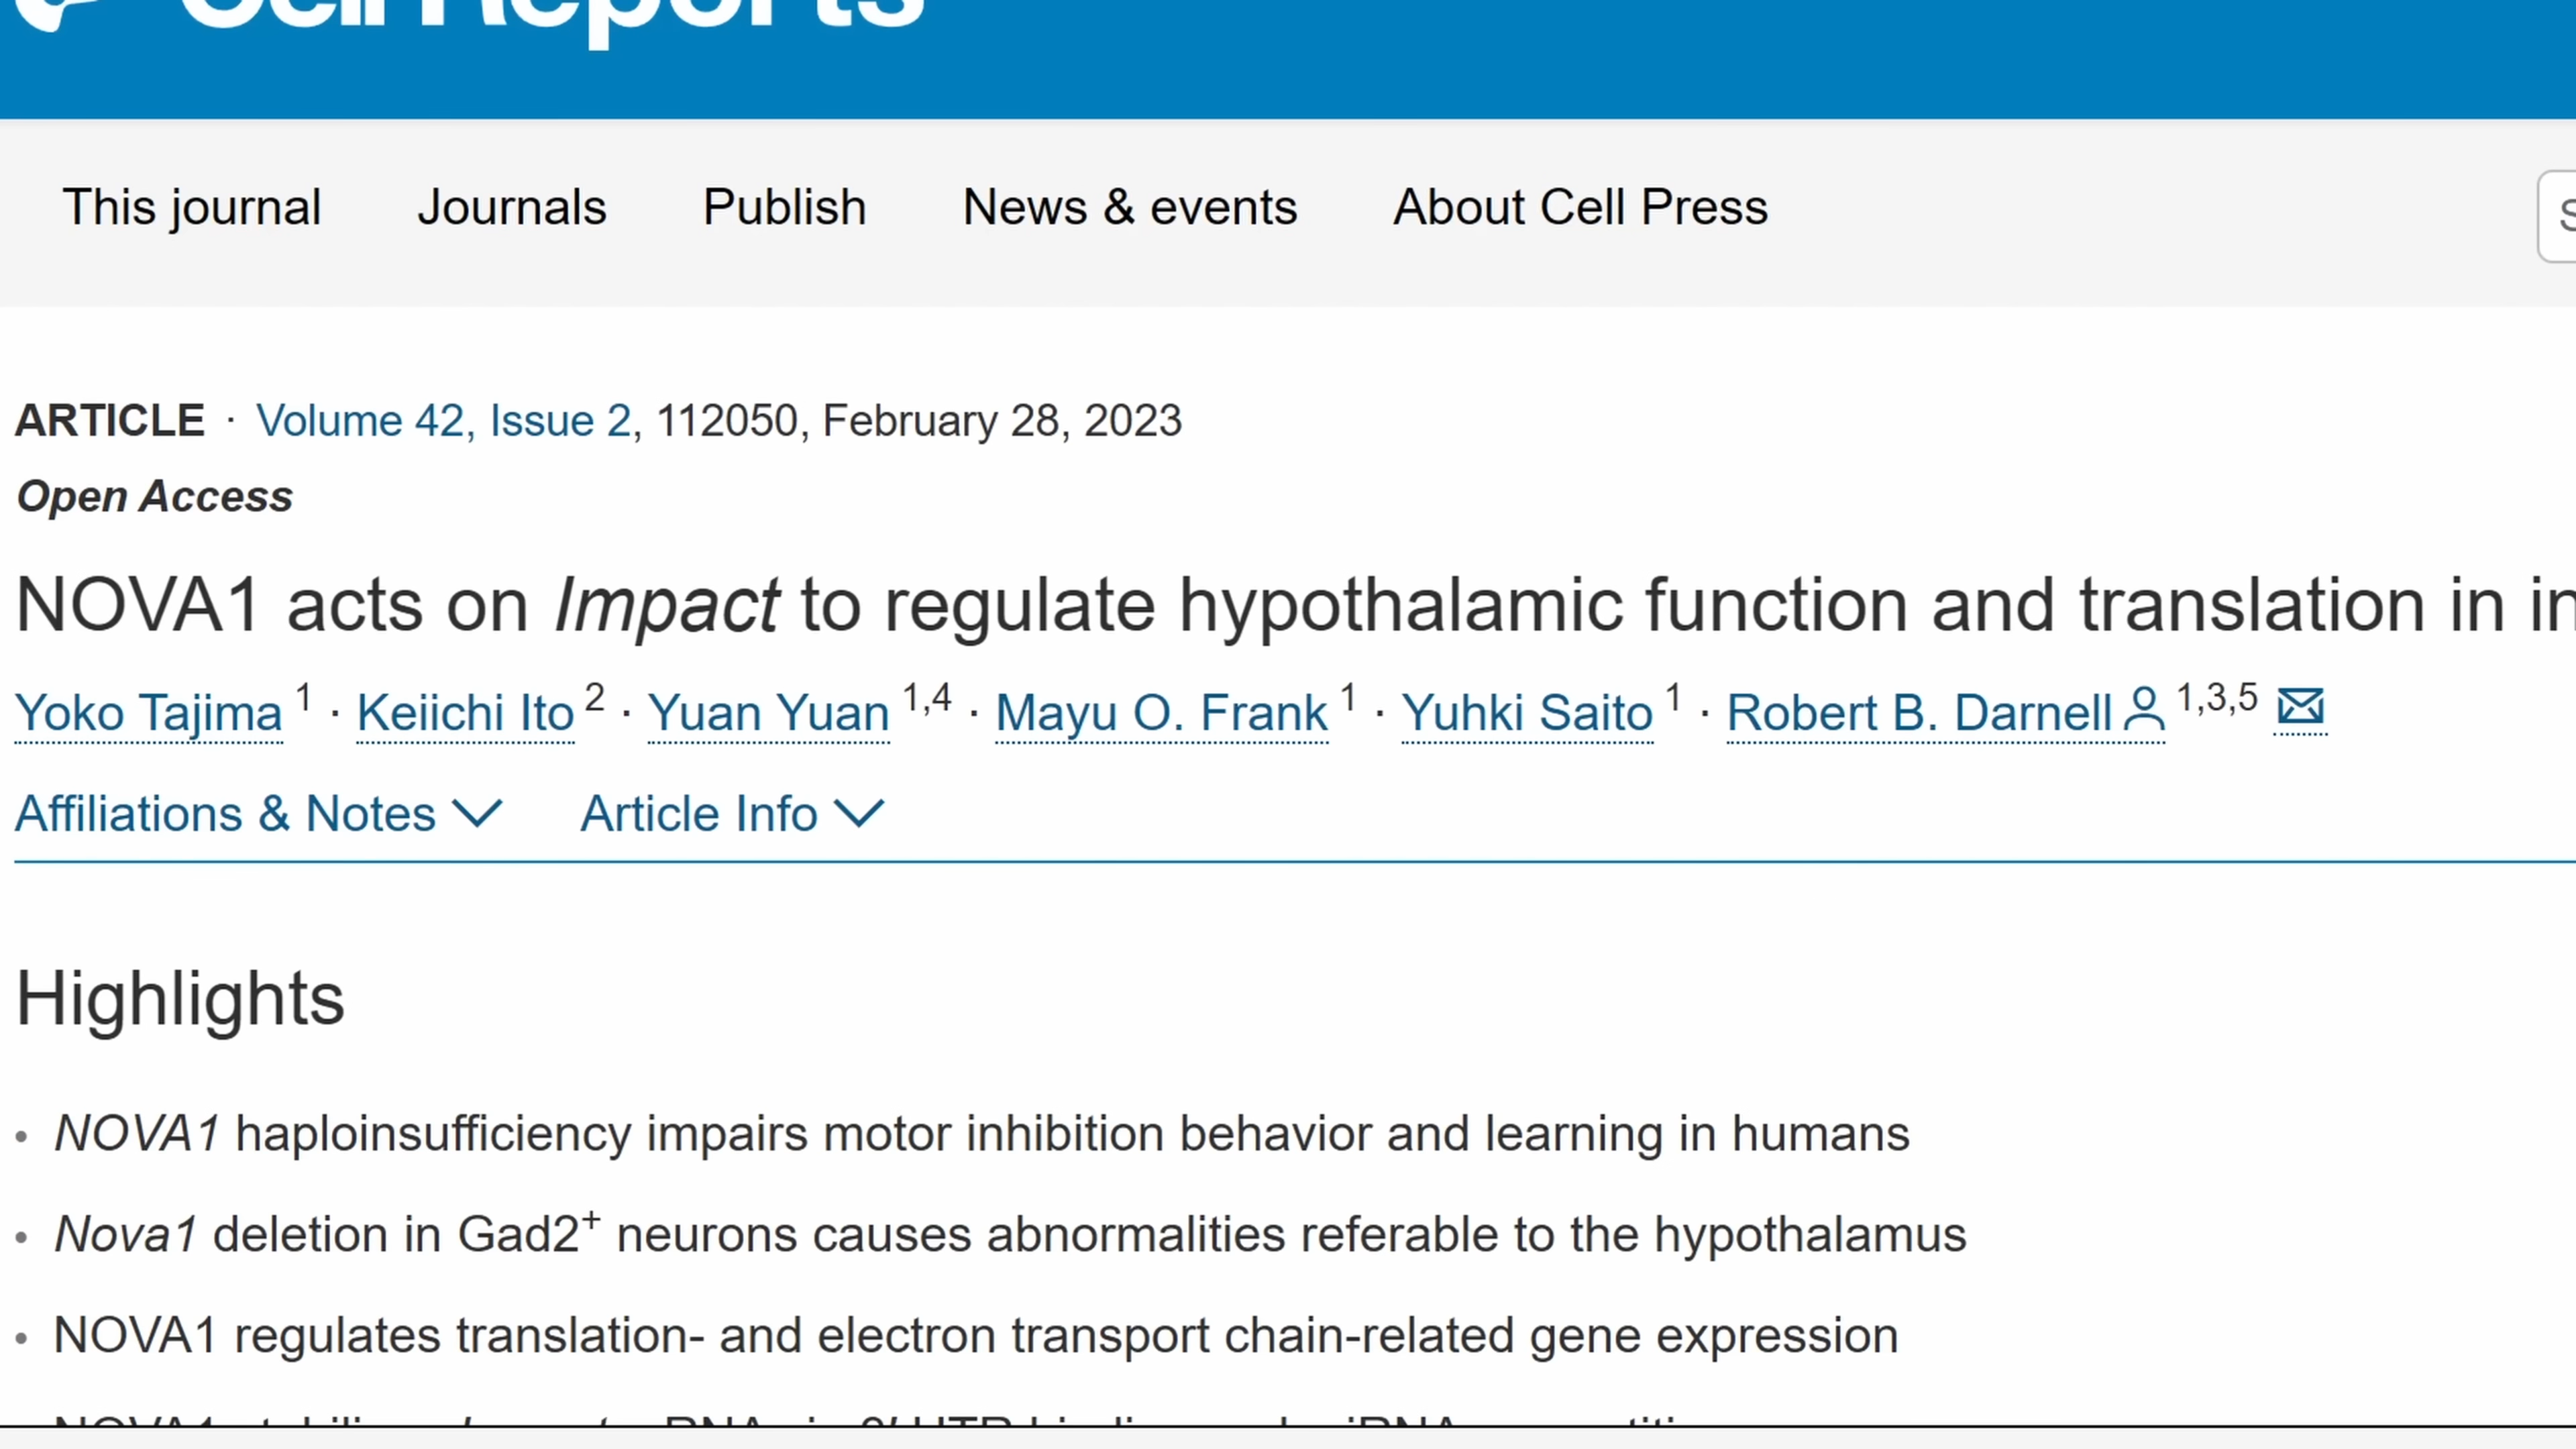 Cell Reports
This journal Journals Publish News & events About Cell Press
ARTICLE · Volume 42, Issue 2, 112050, February 28, 2023
Open Access
NOVA1 acts on Impact to regulate hypothalamic function and translation in
Yoko Tajima 1 · Keiichi Ito 2 · Yuan Yuan 1,4 · Mayu O. Frank 1 · Yuhki Saito 1 · Robert B. Darnell 1,3,5
Affiliations & Notes Article Info
Highlights
• NOVA1 haploinsufficiency impairs motor inhibition behavior and learning in humans
• Nova1 deletion in Gad2+ neurons causes abnormalities referable to the hypothalamus
• NOVA1 regulates translation- and electron transport chain-related gene expression